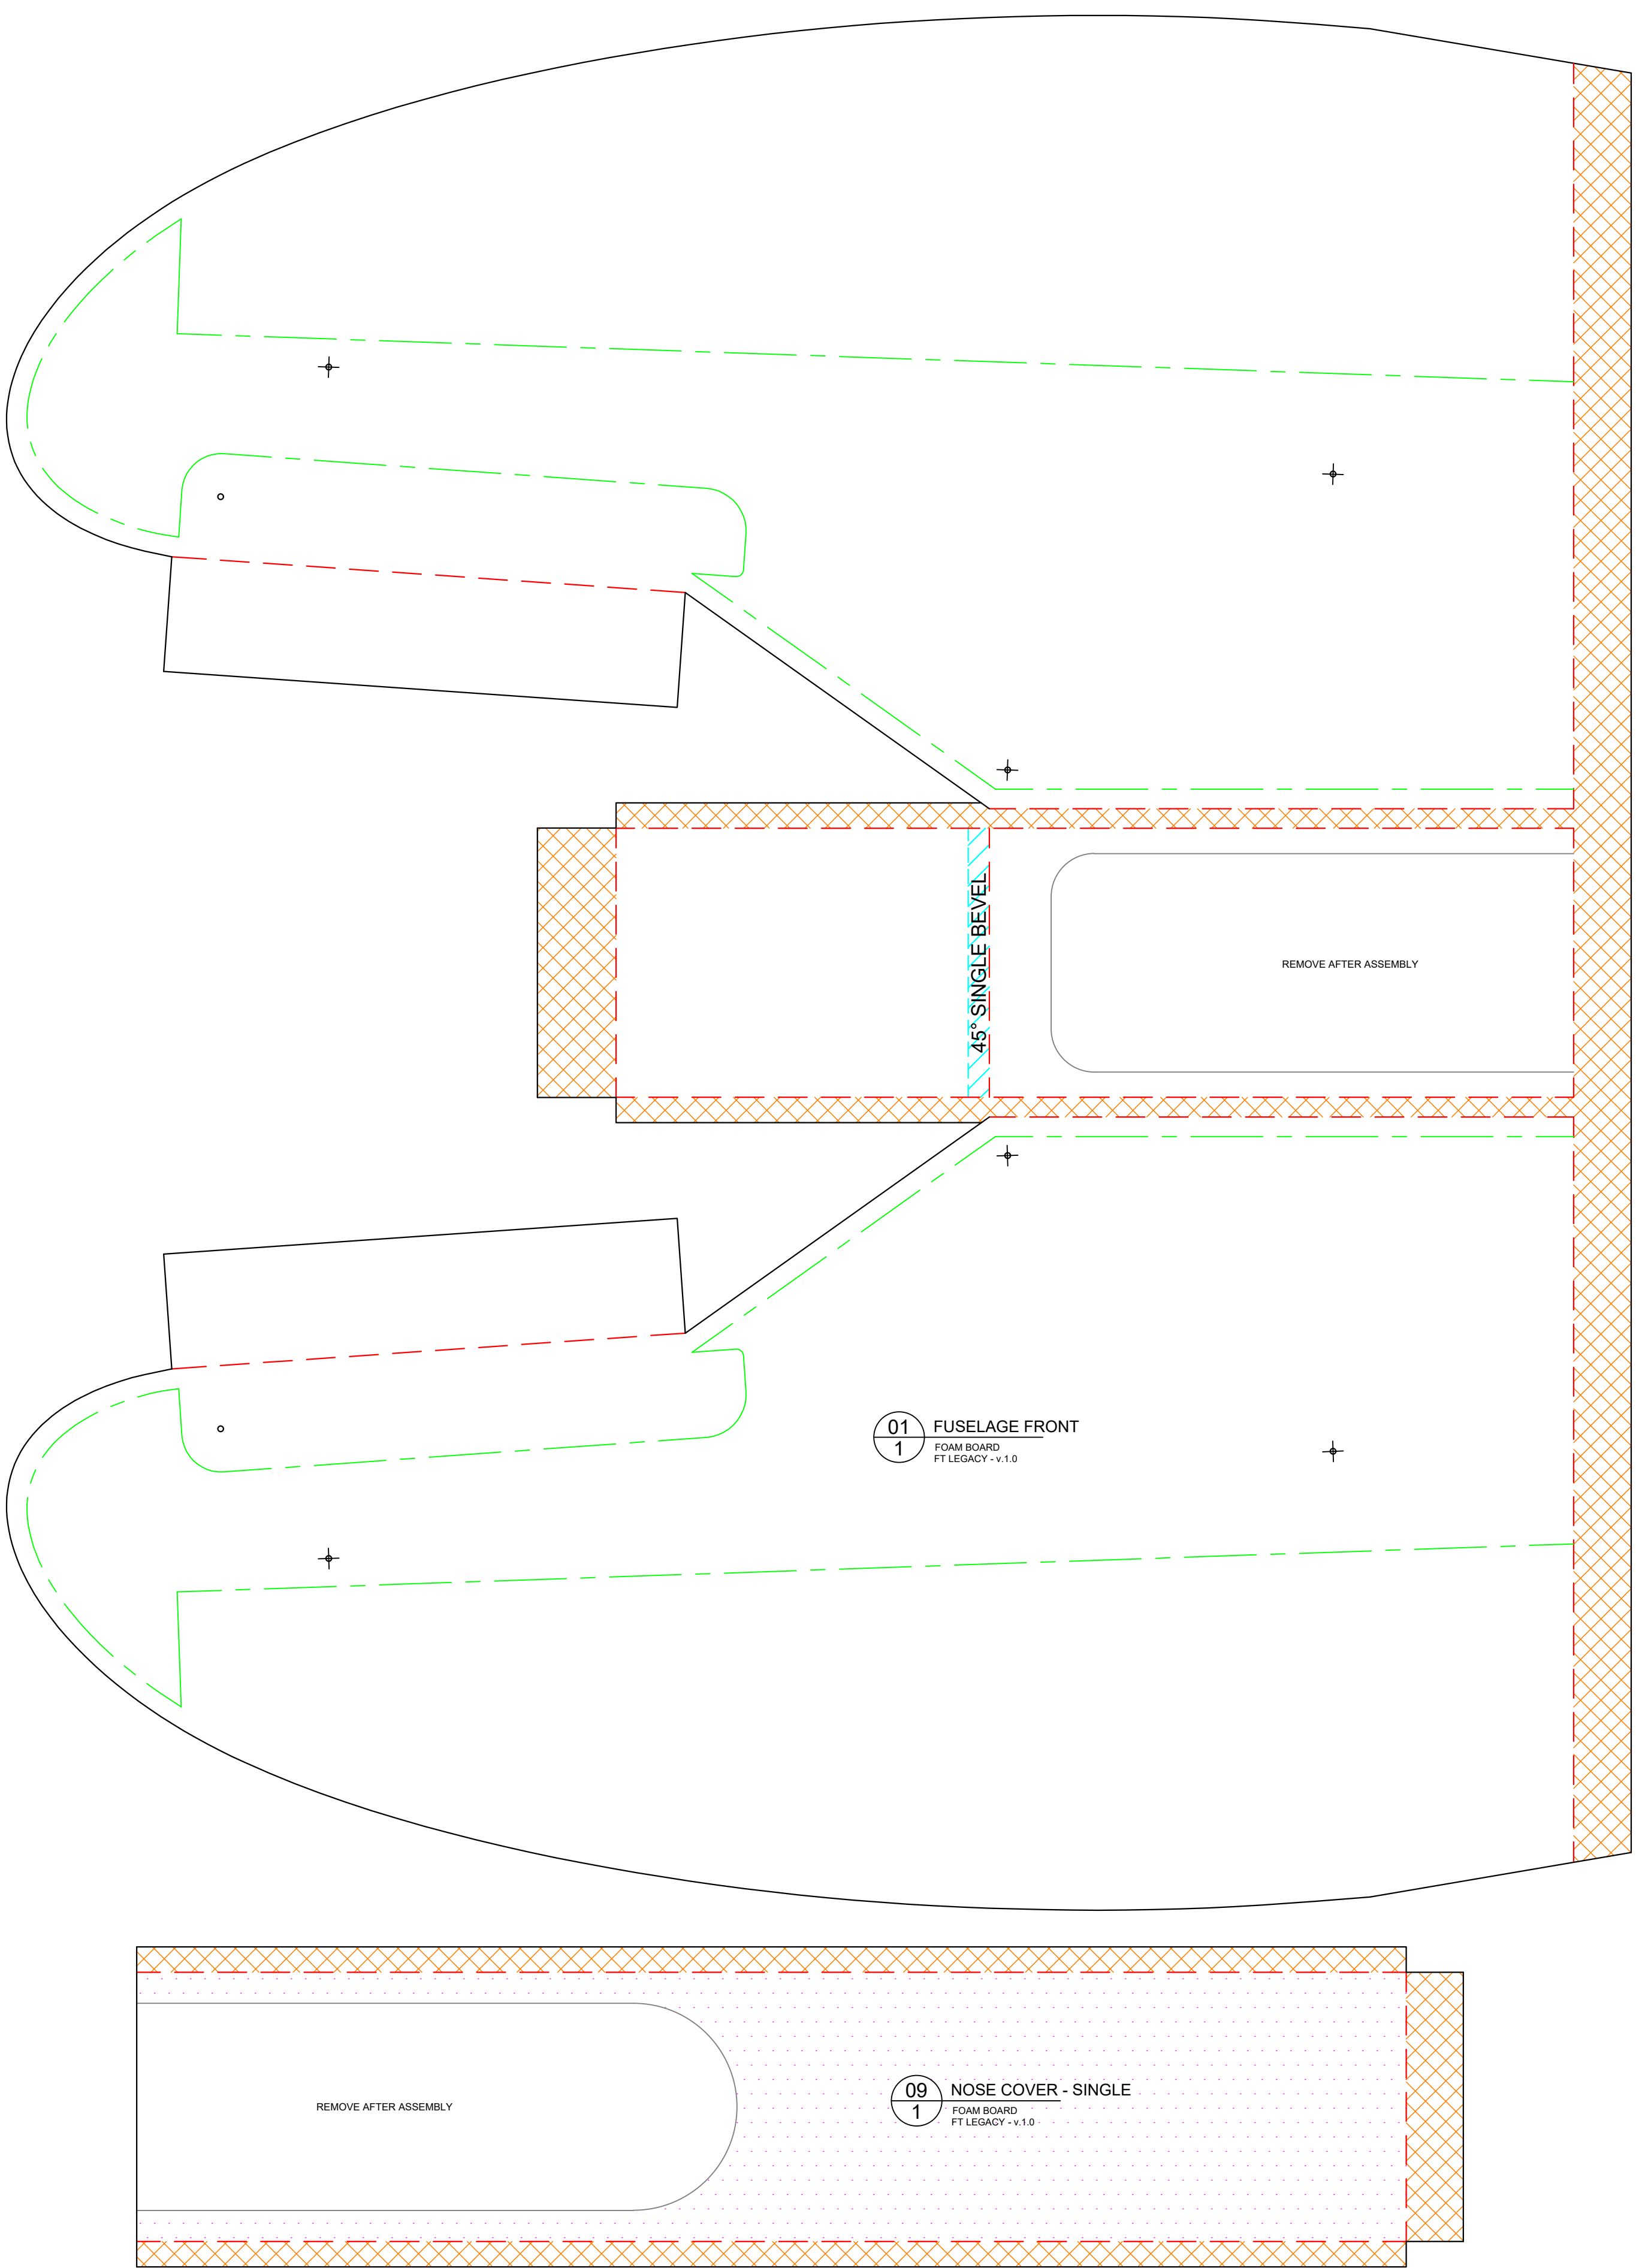 45° SINGLE BEVEL
REMOVE AFTER ASSEMBLY
01
1
FUSELAGE FRONT
FOAM BOARD
FT LEGACY - v.1.0
REMOVE AFTER ASSEMBLY
09
1
NOSE COVER - SINGLE
FOAM BOARD
FT LEGACY - v.1.0